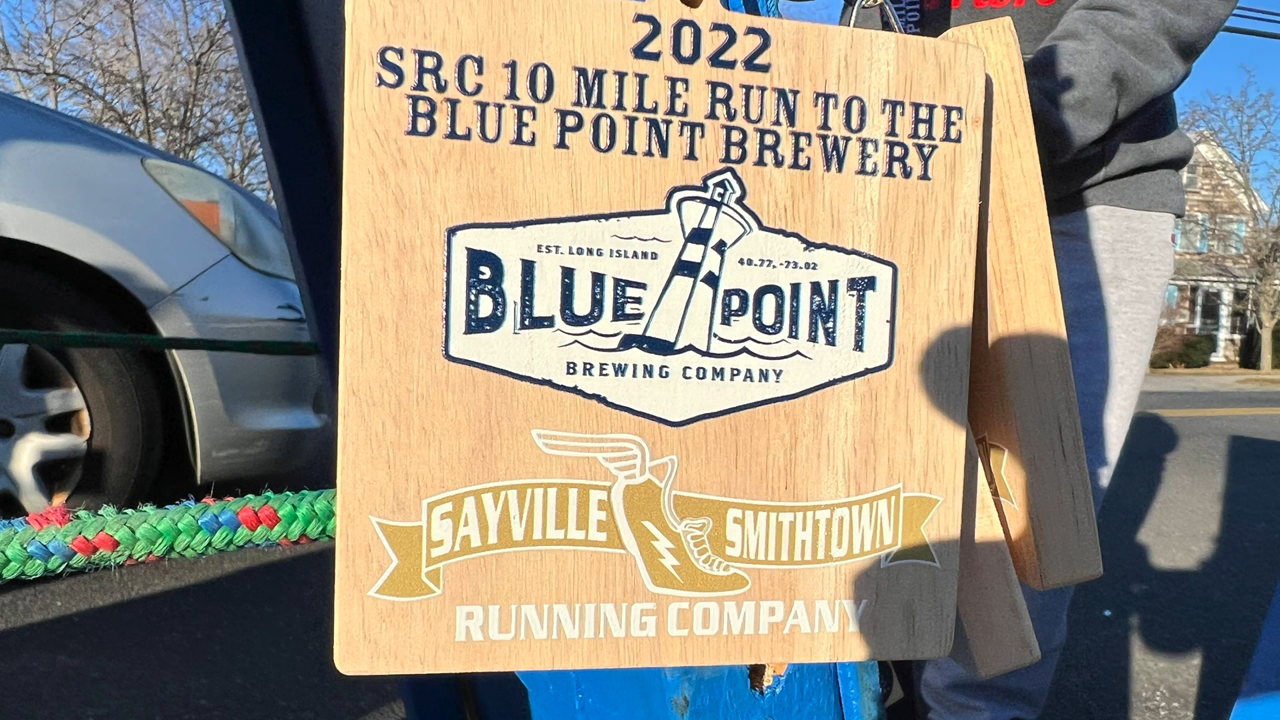 2022
SRC 10 MILE RUN TO THE
BLUE POINT BREWERY
EST. LONG ISLAND
40.77, -73.02
BLUE POINT
BREWING COMPANY
SAYVILLE SMITHTOWN
RUNNING COMPANY